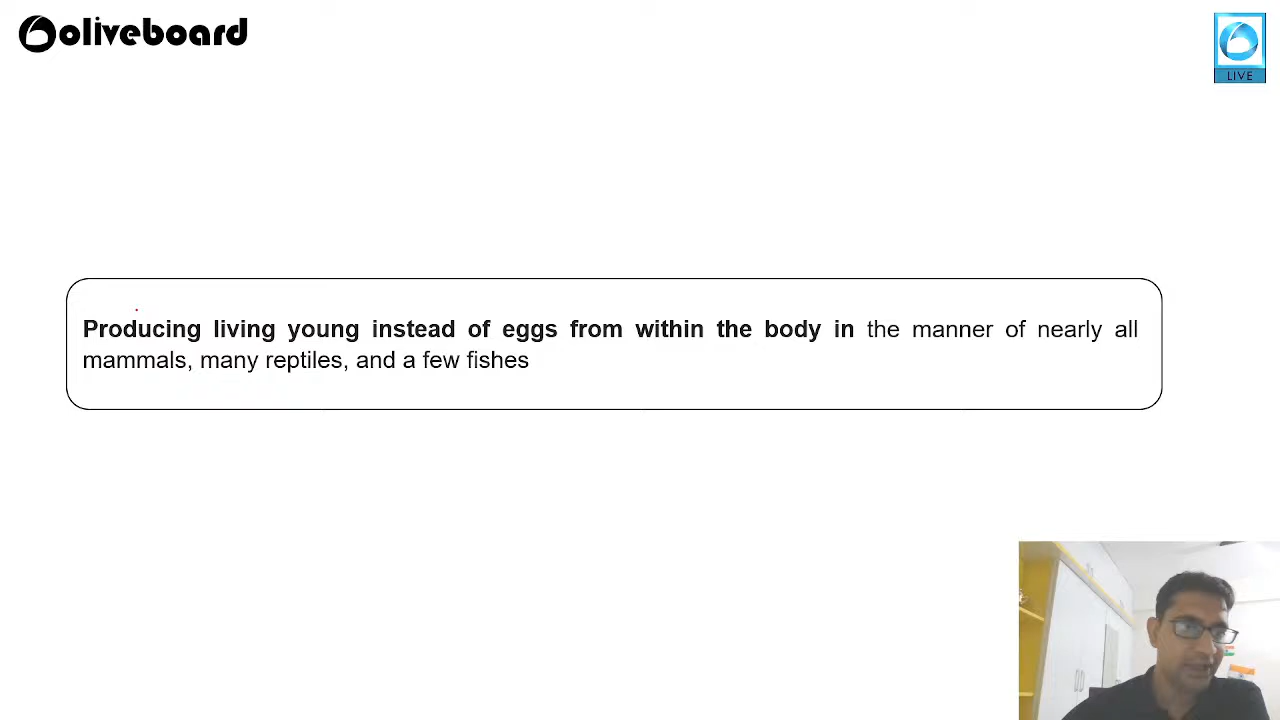 oliveboard
LIVE
Producing living young instead of eggs from within the body in the manner of nearly all
mammals, many reptiles, and a few fishes